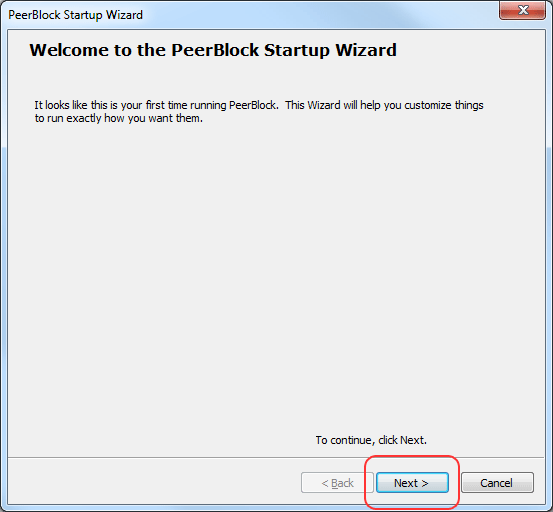 PeerBlock Startup Wizard
Welcome to the PeerBlock Startup Wizard
It looks like this is your first time running PeerBlock. This Wizard will help you customize things
to run exactly how you want them.
To continue, click Next.
< Back Next > Cancel